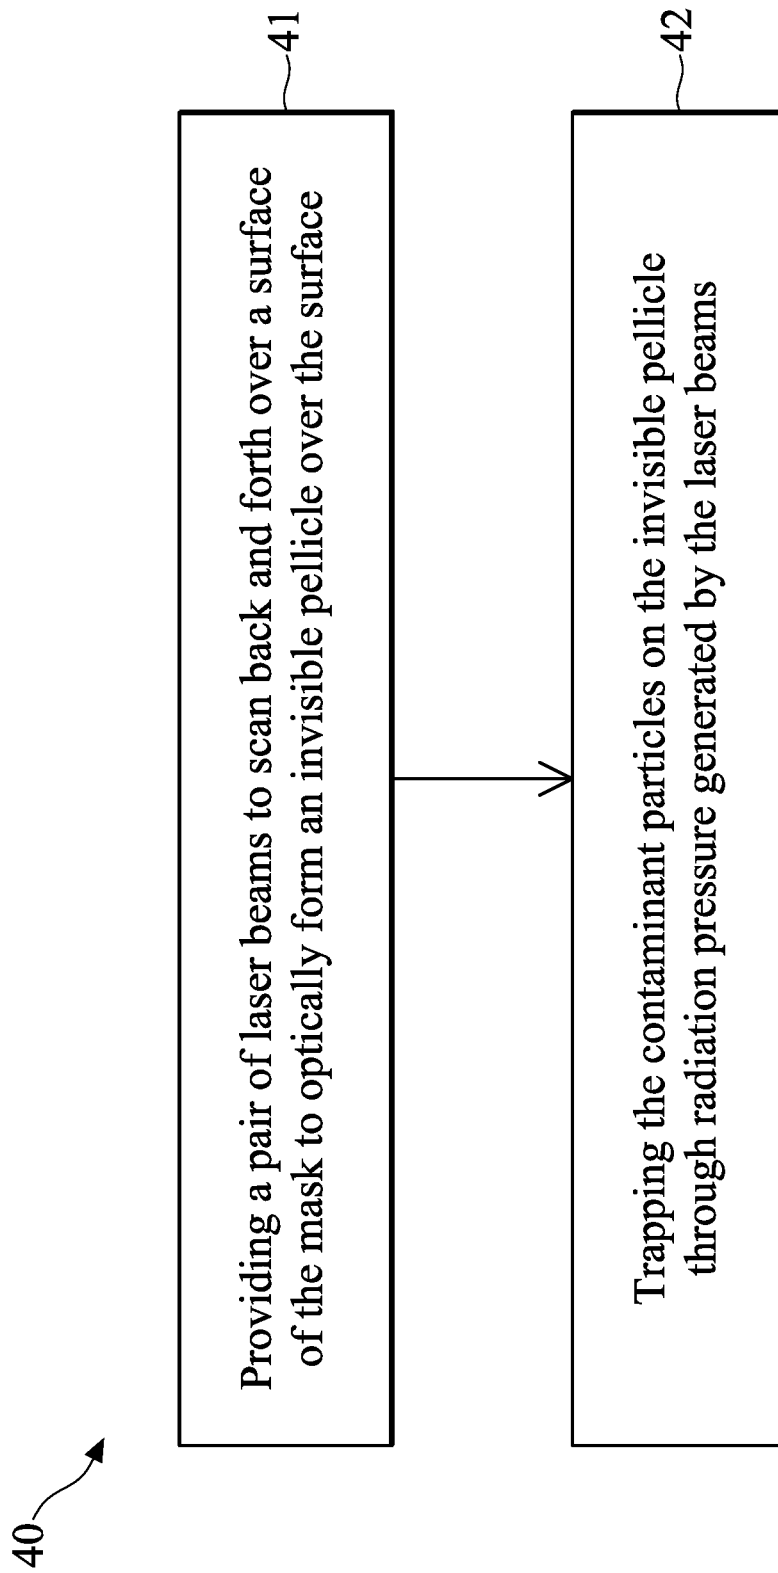 40
41
Providing a pair of laser beams to scan back and forth over a surface
of the mask to optically form an invisible pellicle over the surface
42
Trapping the contaminant particles on the invisible pellicle
through radiation pressure generated by the laser beams